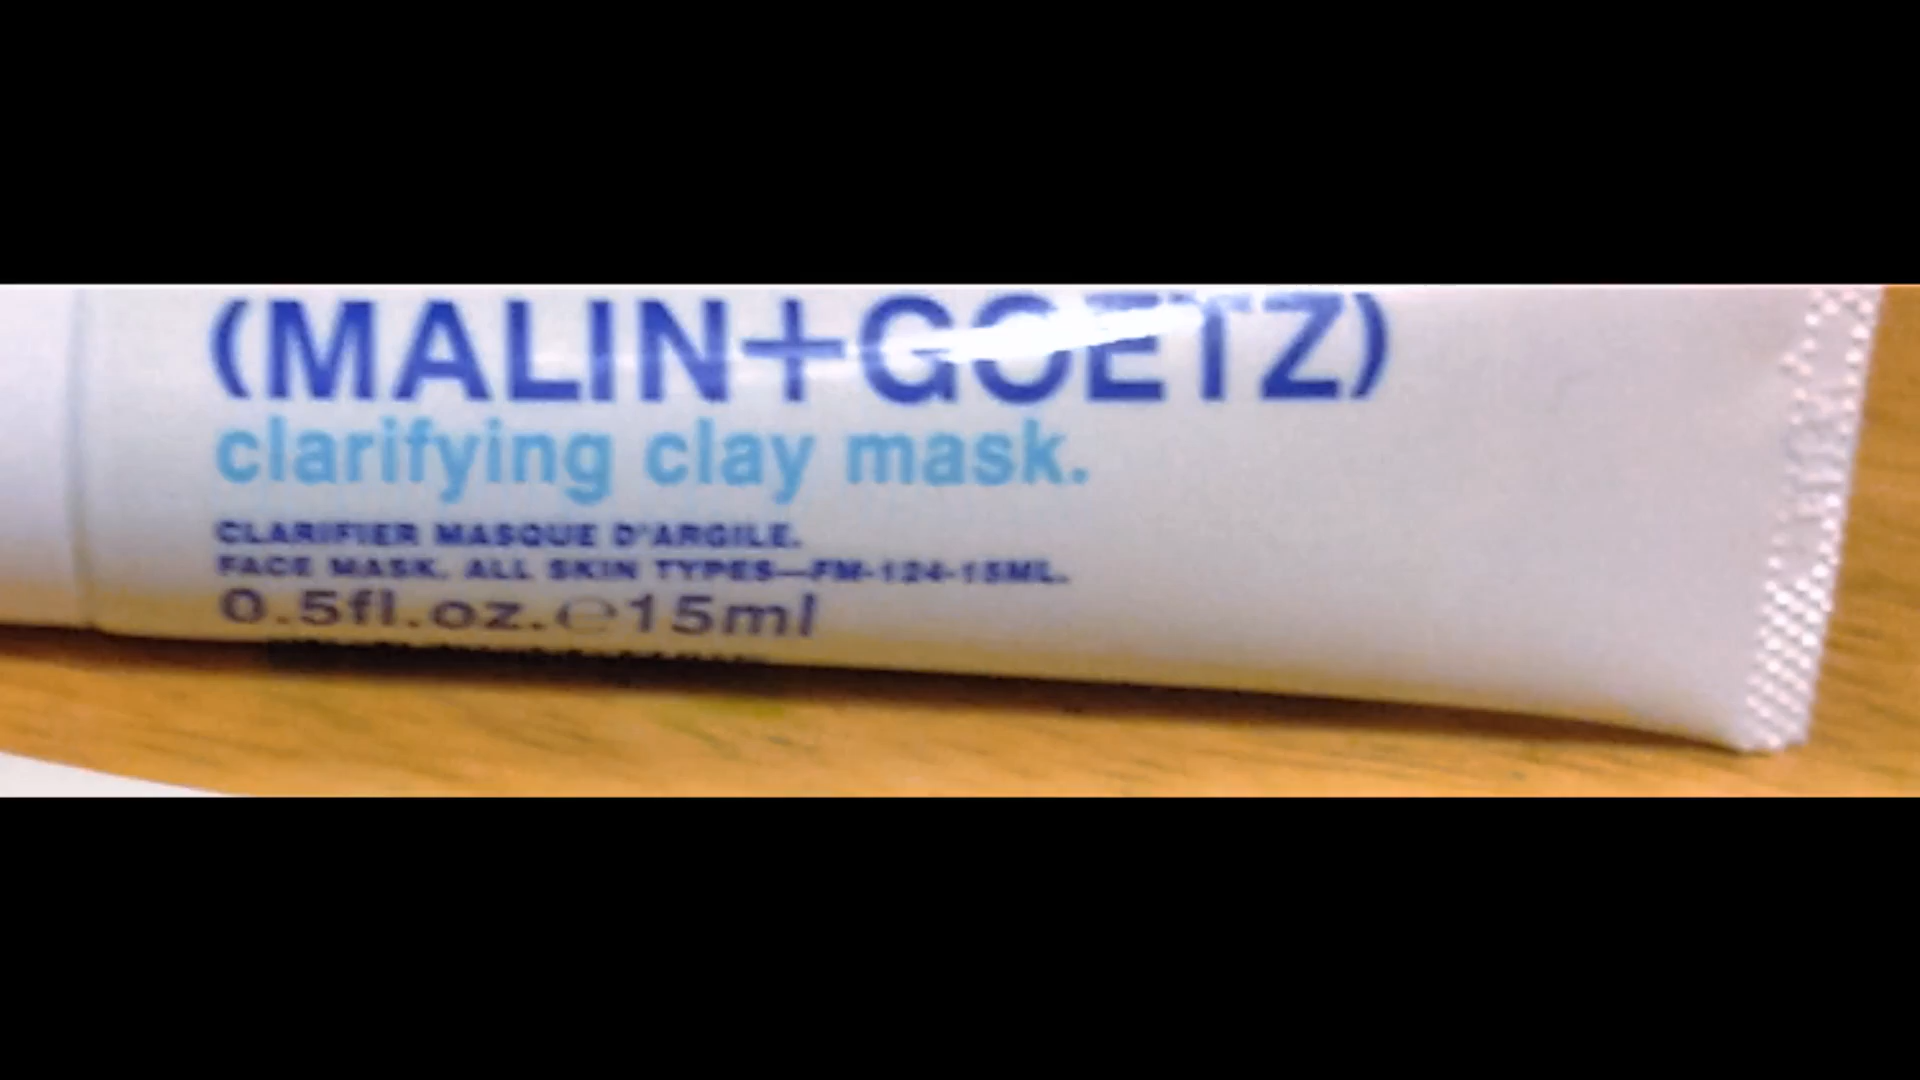 (MALIN+GOETZ)
clarifying clay mask.
CLARIFIER MASQUE D'ARGILE.
FACE MASK. ALL SKIN TYPES—FM-124-15ML.
0.5fl.oz.℮15ml